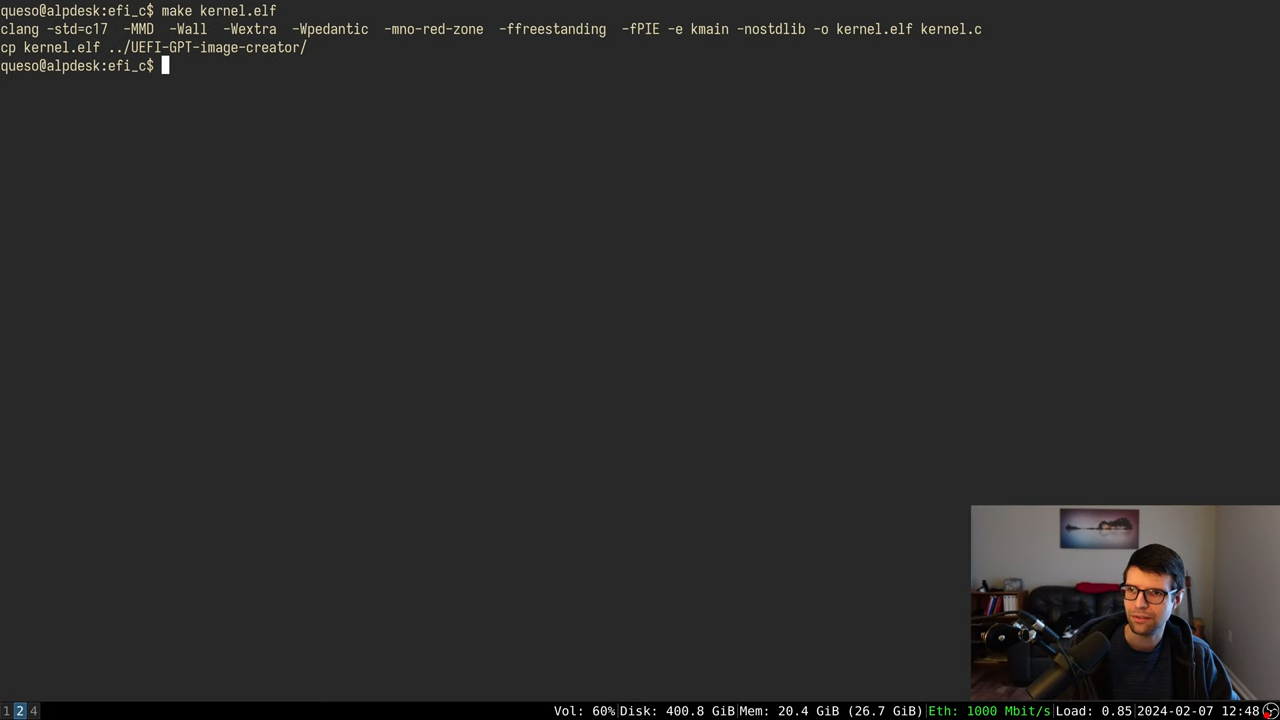 queso@alpdesk:efi_c$ make kernel.elf
clang -std=c17  -MMD  -Wall  -Wextra  -Wpedantic  -mno-red-zone  -ffreestanding  -fPIE -e kmain -nostdlib -o kernel.elf kernel.c
cp kernel.elf ../UEFI-GPT-image-creator/
queso@alpdesk:efi_c$
1 2 4 Vol: 60%|Disk: 400.8 GiB|Mem: 20.4 GiB (26.7 GiB)|Eth: 1000 Mbit/s|Load: 0.85|2024-02-07 12:48